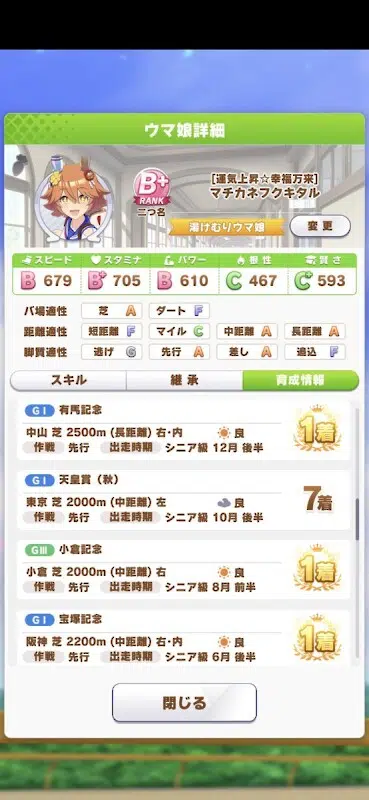 ウマ娘詳細
B+
RANK
二つ名
[運気上昇☆幸福万来]
マチカネフクキタル
湯けむりウマ娘
変更
スピード スタミナ パワー 根性 賢さ
B 679 B+ 705 B 610 C 467 C+ 593
バ場適性 芝 A ダート F
距離適性 短距離 F マイル C 中距離 A 長距離 A
脚質適性 逃げ G 先行 A 差し A 追込 F
スキル 継承 育成情報
GI 有馬記念
中山 芝 2500m (長距離) 右・内 良
作戦 先行 出走時期 シニア級 12月 後半
1着
GI 天皇賞（秋）
東京 芝 2000m (中距離) 左 良
作戦 先行 出走時期 シニア級 10月 後半
7着
GIII 小倉記念
小倉 芝 2000m (中距離) 右 良
作戦 先行 出走時期 シニア級 8月 前半
1着
GI 宝塚記念
阪神 芝 2200m (中距離) 右・内 良
作戦 先行 出走時期 シニア級 6月 後半
1着
閉じる